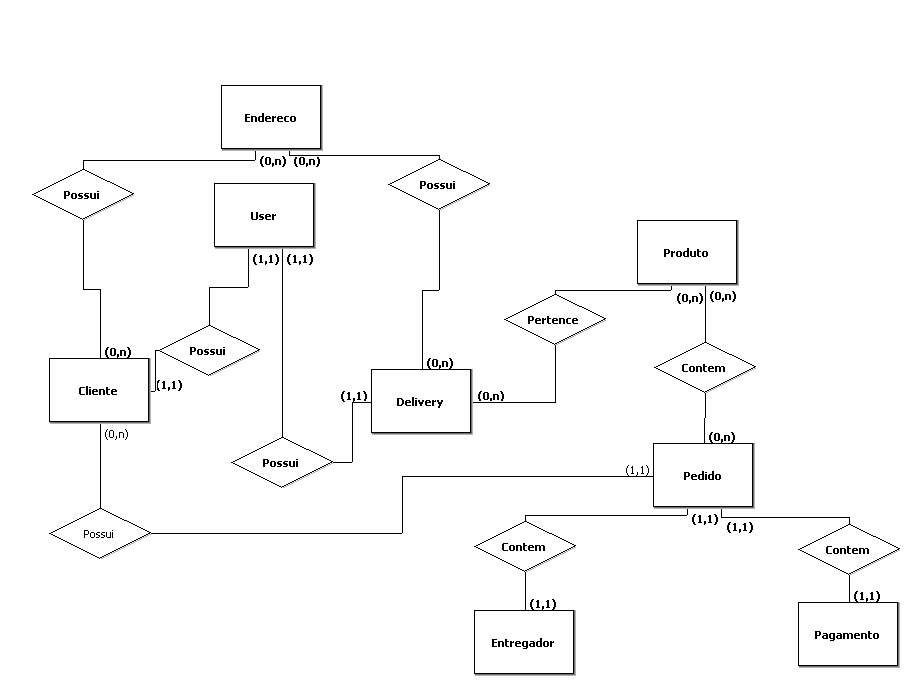 Endereco
(0,n) (0,n)
Possui
Possui
User
(1,1) (1,1)
Produto
(0,n) (0,n)
Pertence
Possui
(0,n)
(0,n)
Contem
Cliente
(1,1)
(1,1)
Delivery
(0,n)
(0,n)
(0,n)
Possui
(1,1)
Pedido
(1,1)
(1,1)
Possui
Contem
Contem
(1,1)
(1,1)
Entregador
Pagamento